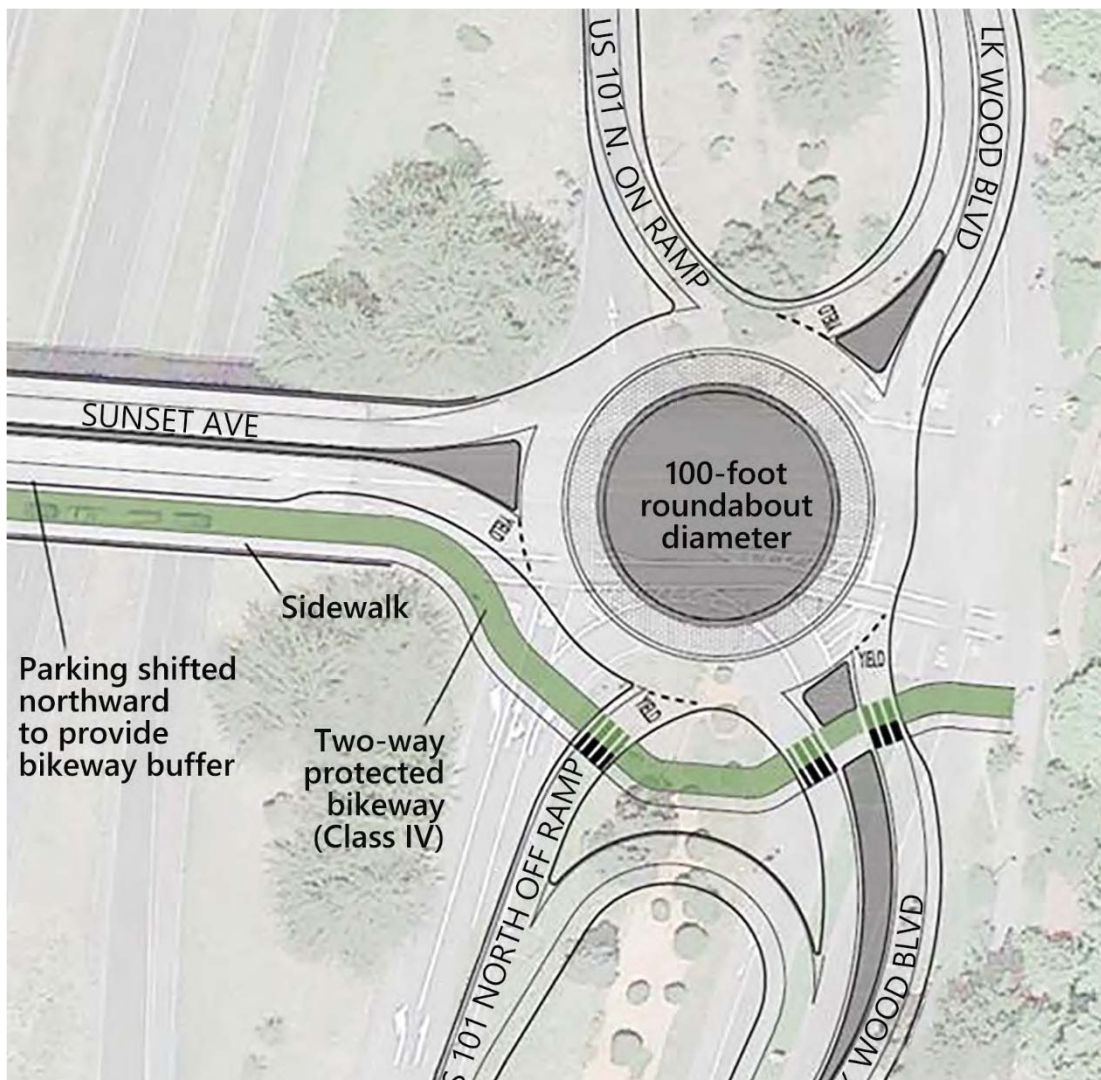 US 101 N. ON RAMP
LK WOOD BLVD
YIELD
SUNSET AVE
100-foot
roundabout
diameter
YIELD
Sidewalk
Parking shifted
northward
to provide
bikeway buffer
YIELD
YIELD
Two-way
protected
bikeway
(Class IV)
S 101 NORTH OFF RAMP
WOOD BLVD